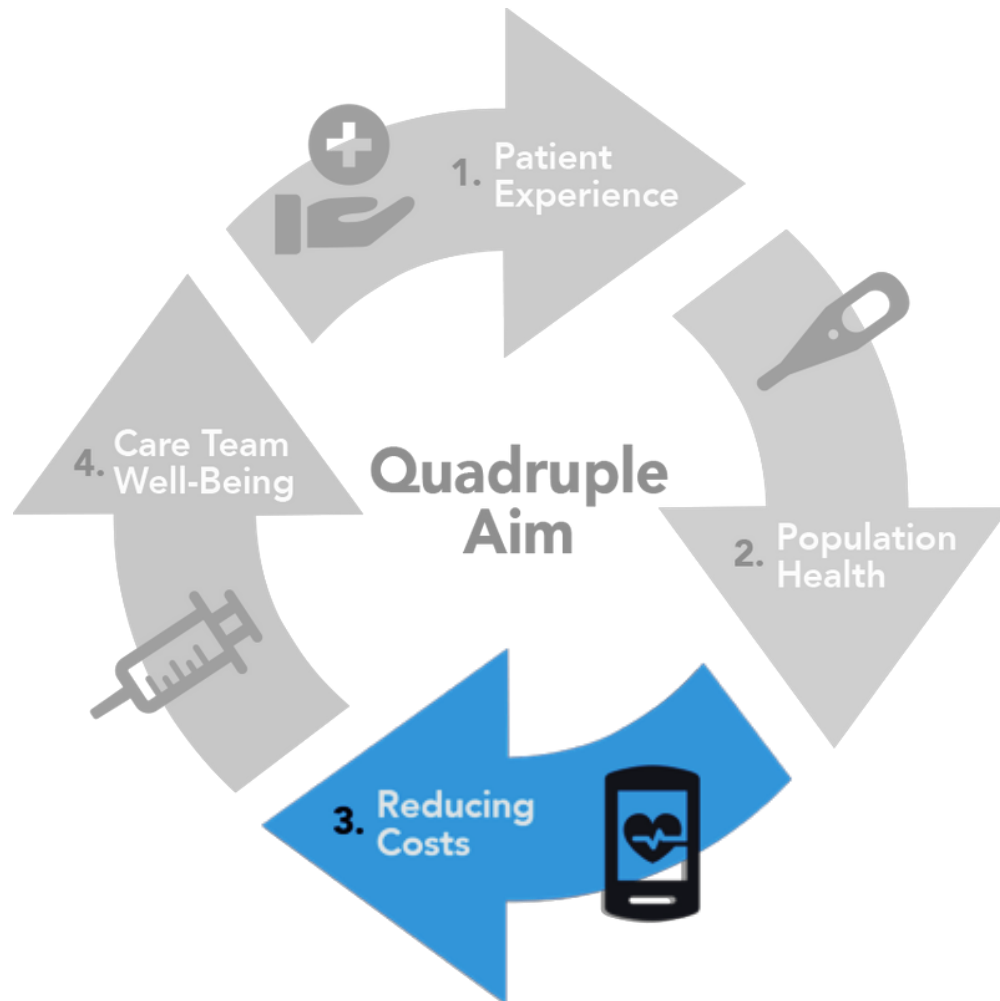 1. Patient
Experience
2. Population
Health
3. Reducing
Costs
4. Care Team
Well-Being
Quadruple
Aim